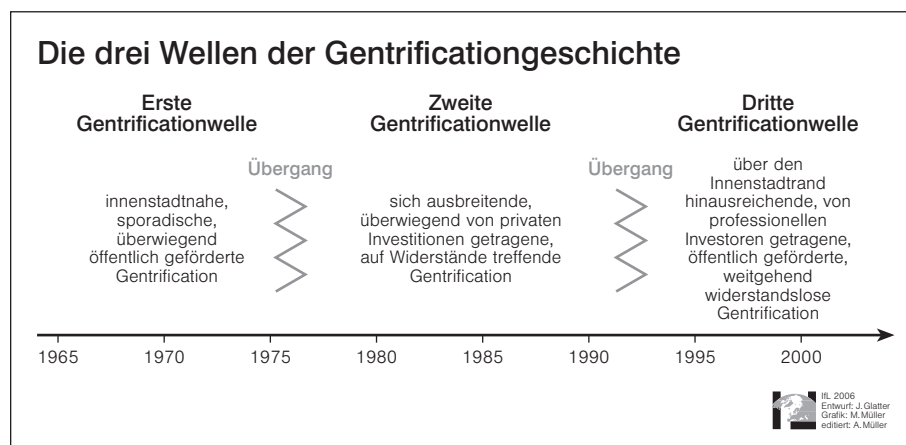 Die drei Wellen der Gentrificationgeschichte
Erste
Gentrificationwelle
innenstadtnahe,
sporadische,
überwiegend
öffentlich geförderte
Gentrification
Übergang
Zweite
Gentrificationwelle
sich ausbreitende,
überwiegend von privaten
Investitionen getragene,
auf Widerstände treffende
Gentrification
Übergang
Dritte
Gentrificationwelle
über den
Innenstadtrand
hinausreichende, von
professionellen
Investoren getragene,
öffentlich geförderte,
weitgehend
widerstandslose
Gentrification
1965 1970 1975 1980 1985 1990 1995 2000
IfL 2006
Entwurf: J.Glatter
Grafik: M.Müller
editiert: A.Müller